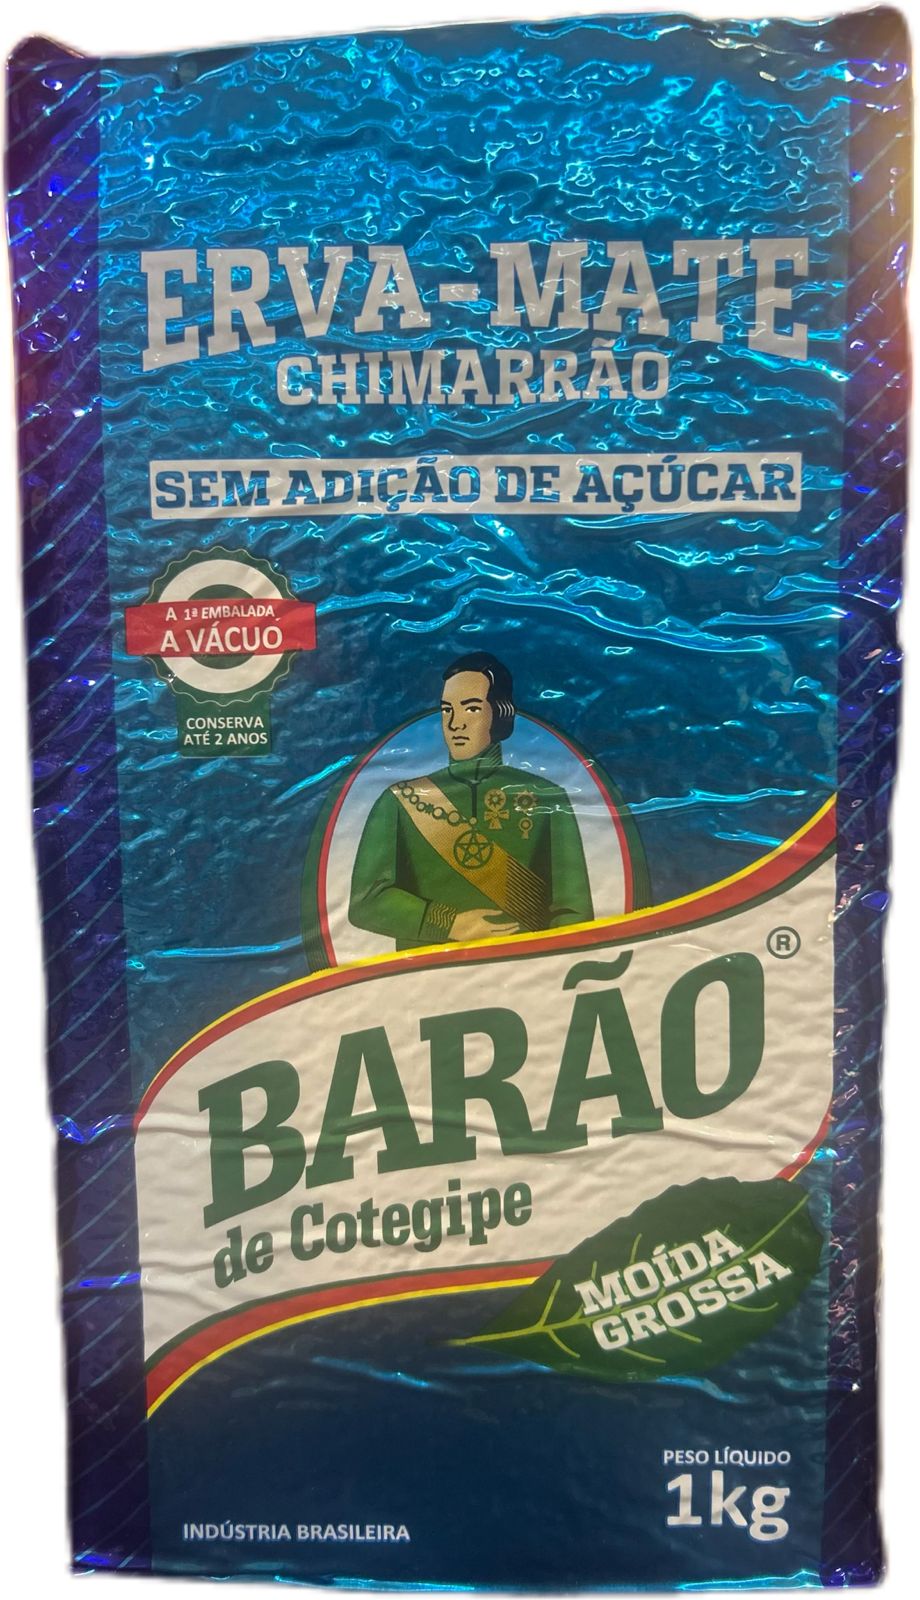 ERVA-MATE
CHIMARRÃO
SEM ADIÇÃO DE AÇÚCAR
A 1ª EMBALADA
A VÁCUO
CONSERVA
ATÉ 2 ANOS
BARÃO®
de Cotegipe
MOÍDA
GROSSA
PESO LÍQUIDO
1kg
INDÚSTRIA BRASILEIRA